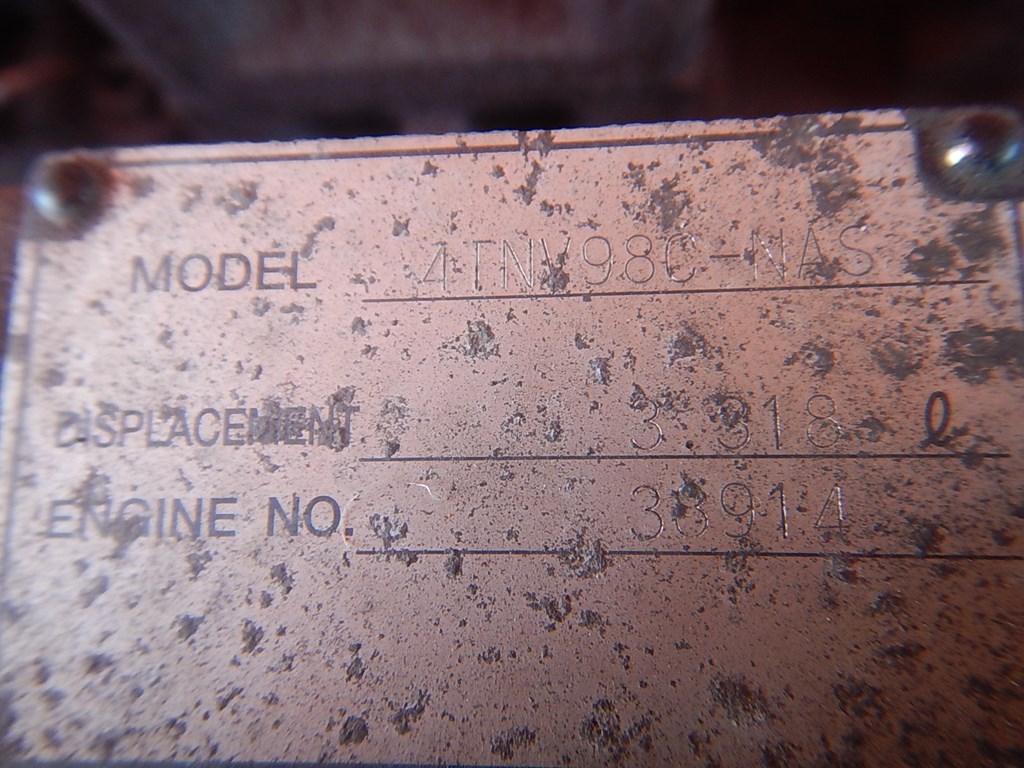 MODEL 4TNV98C-NAS
DISPLACEMENT 3.318 ℓ
ENGINE NO. 38914